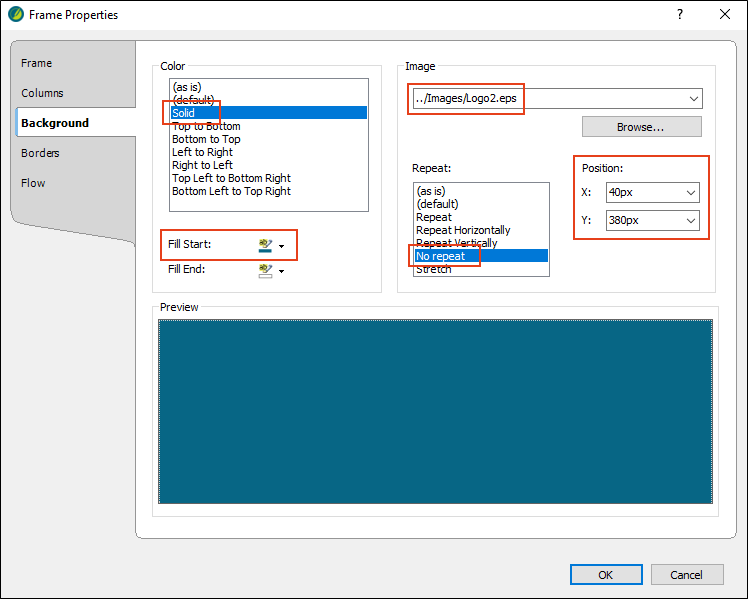 Frame Properties
?
Frame
Columns
Background
Borders
Flow
Color
(as is)
(default)
Solid
Top to Bottom
Bottom to Top
Left to Right
Right to Left
Top Left to Bottom Right
Bottom Left to Top Right
Fill Start:
Fill End:
Image
../Images/Logo2.eps
Browse...
Repeat:
(as is)
(default)
Repeat
Repeat Horizontally
Repeat Vertically
No repeat
Stretch
Position:
X: 40px
Y: 380px
Preview
OK Cancel